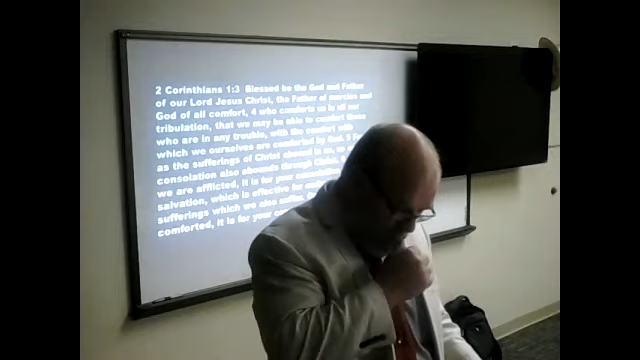 2 Corinthians 1:3 Blessed be the God and Father
of our Lord Jesus Christ, the Father of mercies and
God of all comfort, 4 who comforts us in all our
tribulation, that we may be able to comfort those
who are in any trouble, with the comfort with
which we ourselves are comforted by God. 5 For
as the sufferings of Christ abound in us, so
consolation also abounds through Christ.
we are afflicted, it is for your consolation
salvation, which is effective for
sufferings which we also suffer.
comforted, it is for your